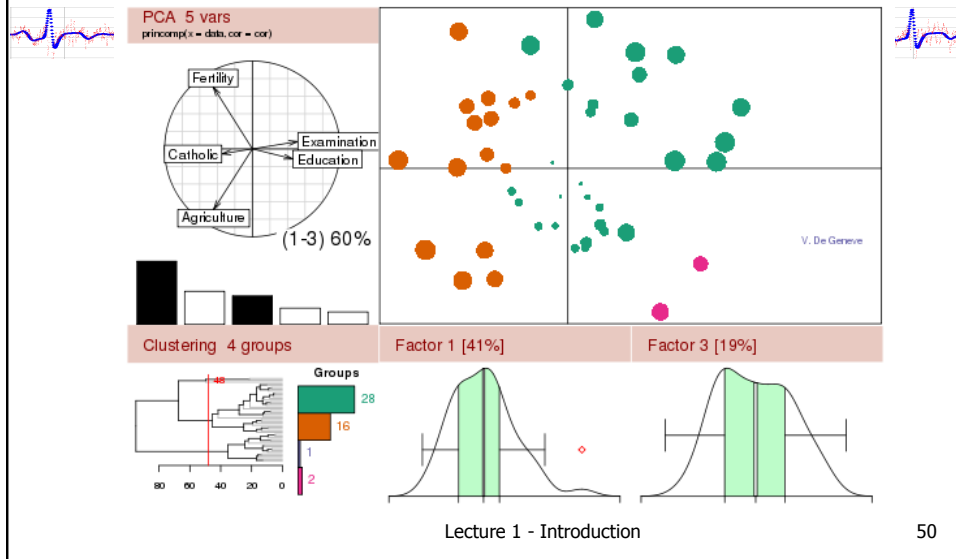 PCA 5 vars
princomp(x = data, cor = cor)
Fertility
Examination
Catholic
Education
Agriculture
(1-3) 60%
V. De Geneve
Clustering 4 groups
Factor 1 [41%]
Factor 3 [19%]
Groups
48
28
16
1
2
80 60 40 20 0
Lecture 1 - Introduction
50